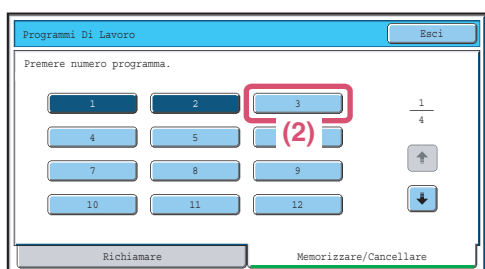 Programmi Di Lavoro Esci
Premere numero programma.
1 2 3 1
(2) 4
4 5
7 8 9
10 11 12
Richiamare Memorizzare/Cancellare